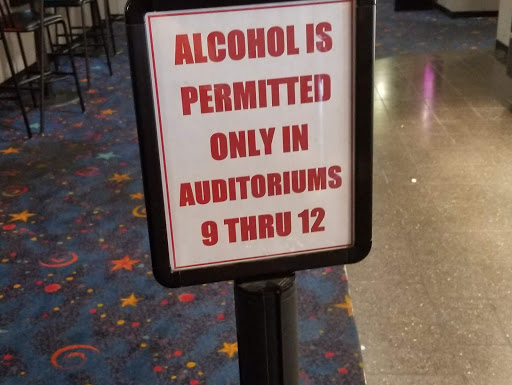 ALCOHOL IS
PERMITTED
ONLY IN
AUDITORIUMS
9 THRU 12